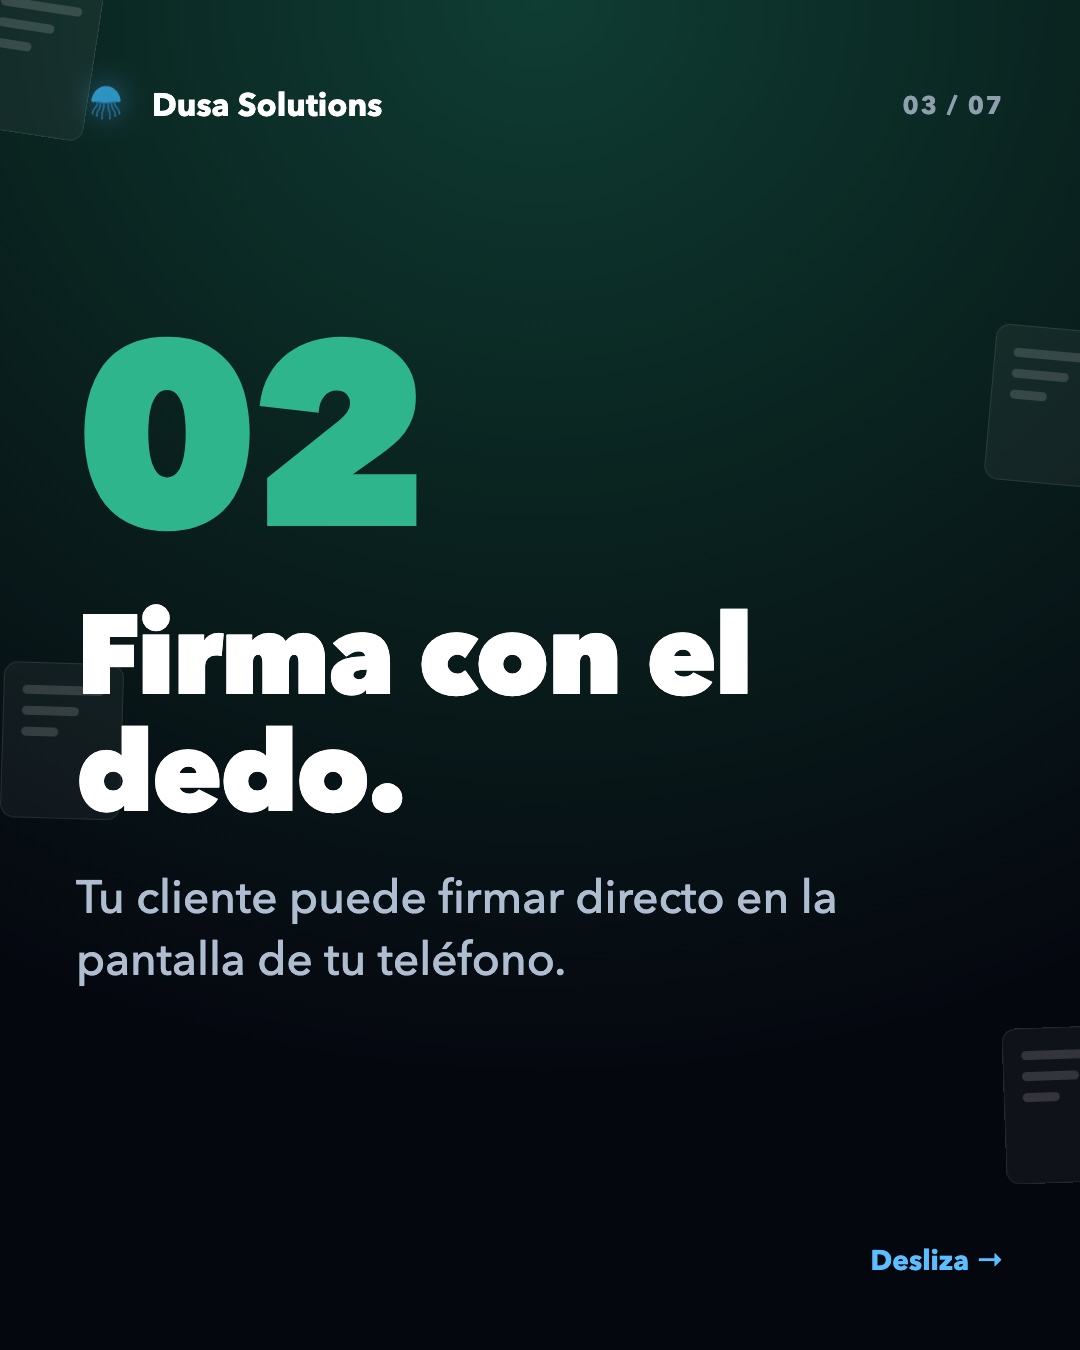 Dusa Solutions
03 / 07
02
Firma con el
dedo.
Tu cliente puede firmar directo en la
pantalla de tu teléfono.
Desliza →